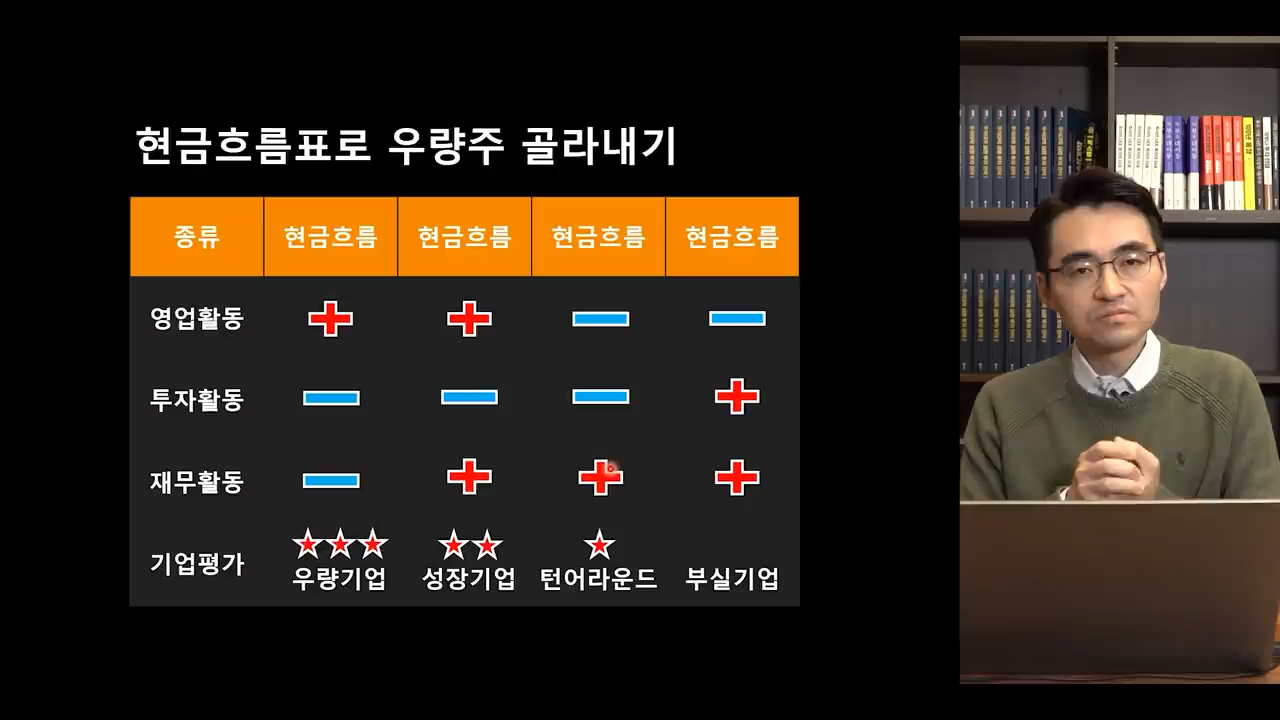 현금흐름표로 우량주 골라내기
종류 현금흐름 현금흐름 현금흐름 현금흐름
영업활동
투자활동
재무활동
기업평가
우량기업 성장기업 턴어라운드 부실기업